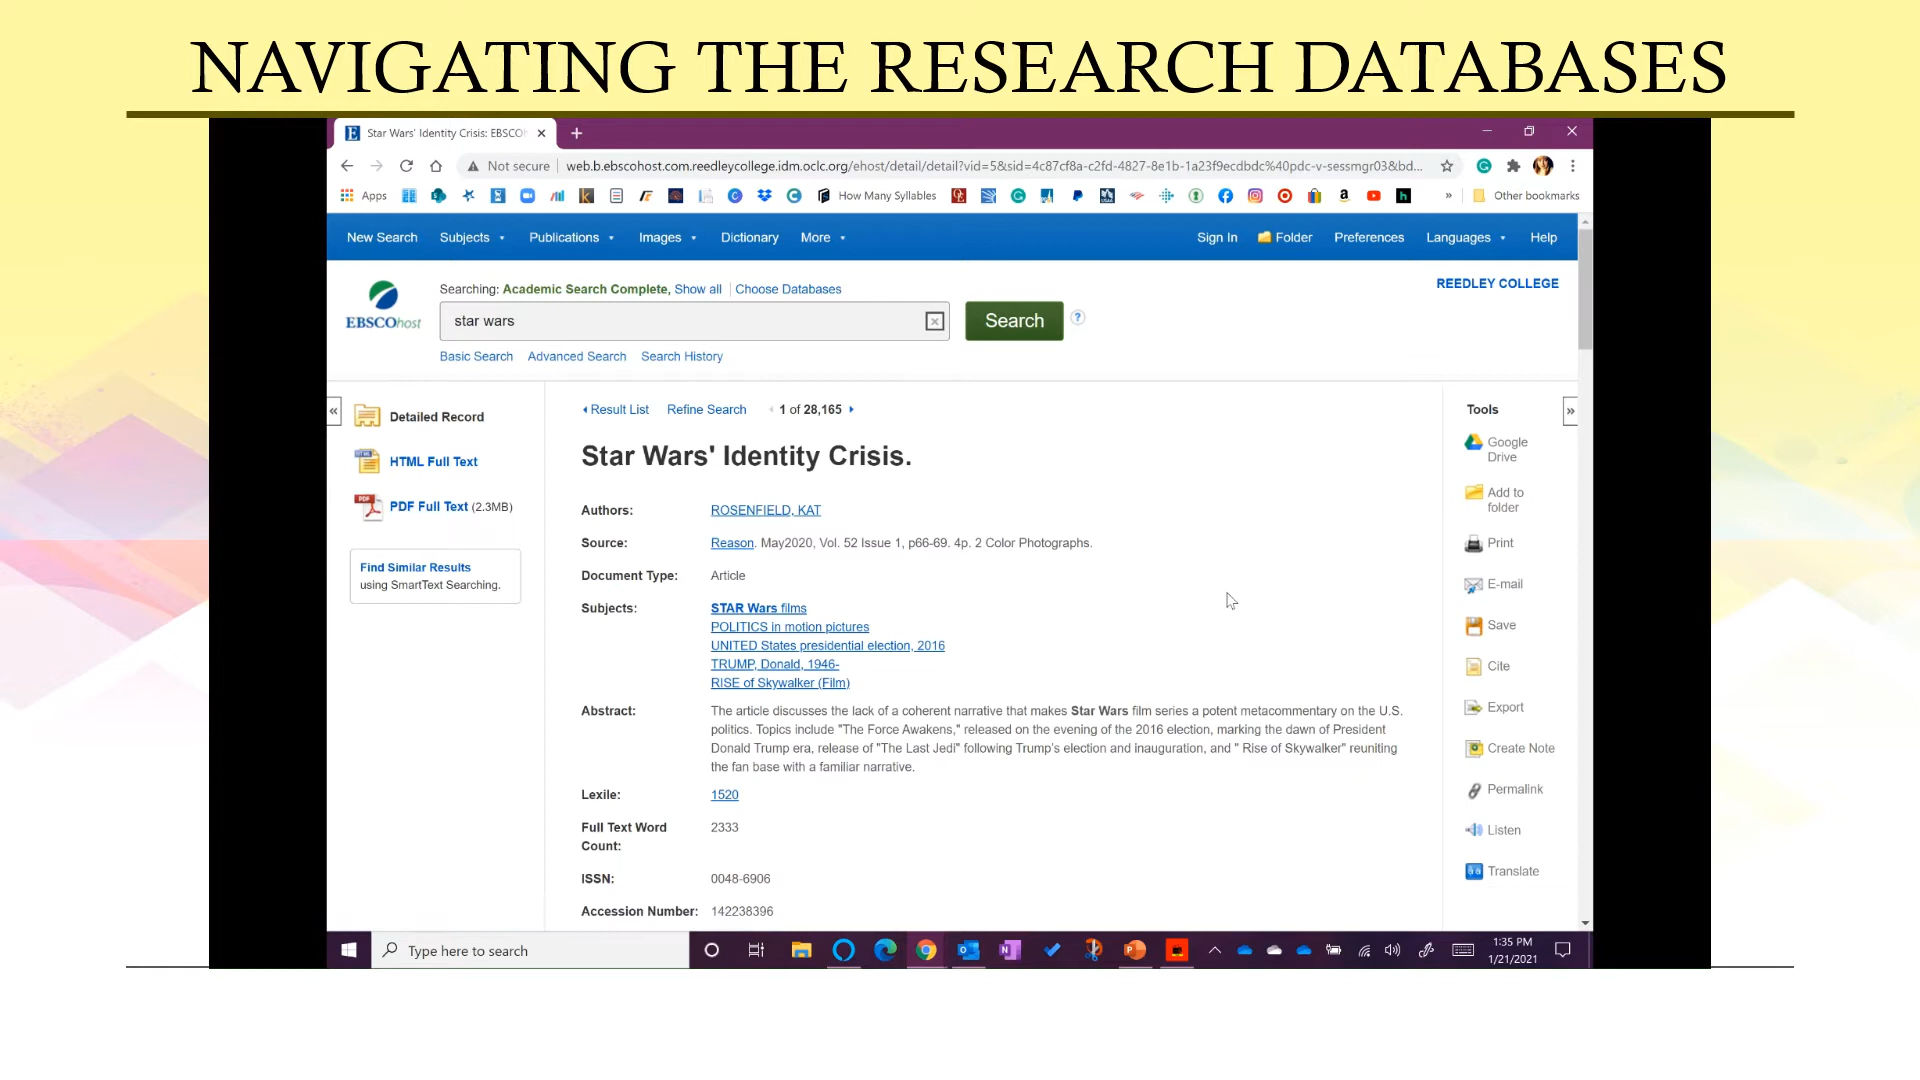 NAVIGATING THE RESEARCH DATABASES
Star Wars' Identity Crisis: EBSCO
Not secure web.b.ebscohost.com.reedleycollege.idm.oclc.org/ehost/detail/detail?vid=5&sid=4c87cf8a-c2fd-4827-8e1b-1a23f9ecdbdc%40pdc-v-sessmgr03&bd...
Apps How Many Syllables » Other bookmarks
New Search Subjects Publications Images Dictionary More Sign In Folder Preferences Languages Help
REEDLEY COLLEGE
Searching: Academic Search Complete, Show all Choose Databases
EBSCOhost
star wars Search ?
Basic Search Advanced Search Search History
« Detailed Record
HTML Full Text
PDF Full Text (2.3MB)
Find Similar Results
using SmartText Searching.
Result List Refine Search 1 of 28,165
Star Wars' Identity Crisis.
Authors: ROSENFIELD, KAT
Source: Reason. May2020, Vol. 52 Issue 1, p66-69. 4p. 2 Color Photographs.
Document Type: Article
Subjects: STAR Wars films
POLITICS in motion pictures
UNITED States presidential election, 2016
TRUMP, Donald, 1946-
RISE of Skywalker (Film)
Abstract: The article discusses the lack of a coherent narrative that makes Star Wars film series a potent metacommentary on the U.S.
politics. Topics include "The Force Awakens," released on the evening of the 2016 election, marking the dawn of President
Donald Trump era, release of "The Last Jedi" following Trump's election and inauguration, and " Rise of Skywalker" reuniting
the fan base with a familiar narrative.
Lexile: 1520
Full Text Word 2333
Count:
ISSN: 0048-6906
Accession Number: 142238396
Tools »
Google
Drive
Add to
folder
Print
E-mail
Save
Cite
Export
Create Note
Permalink
Listen
Translate
Type here to search
1:35 PM
1/21/2021